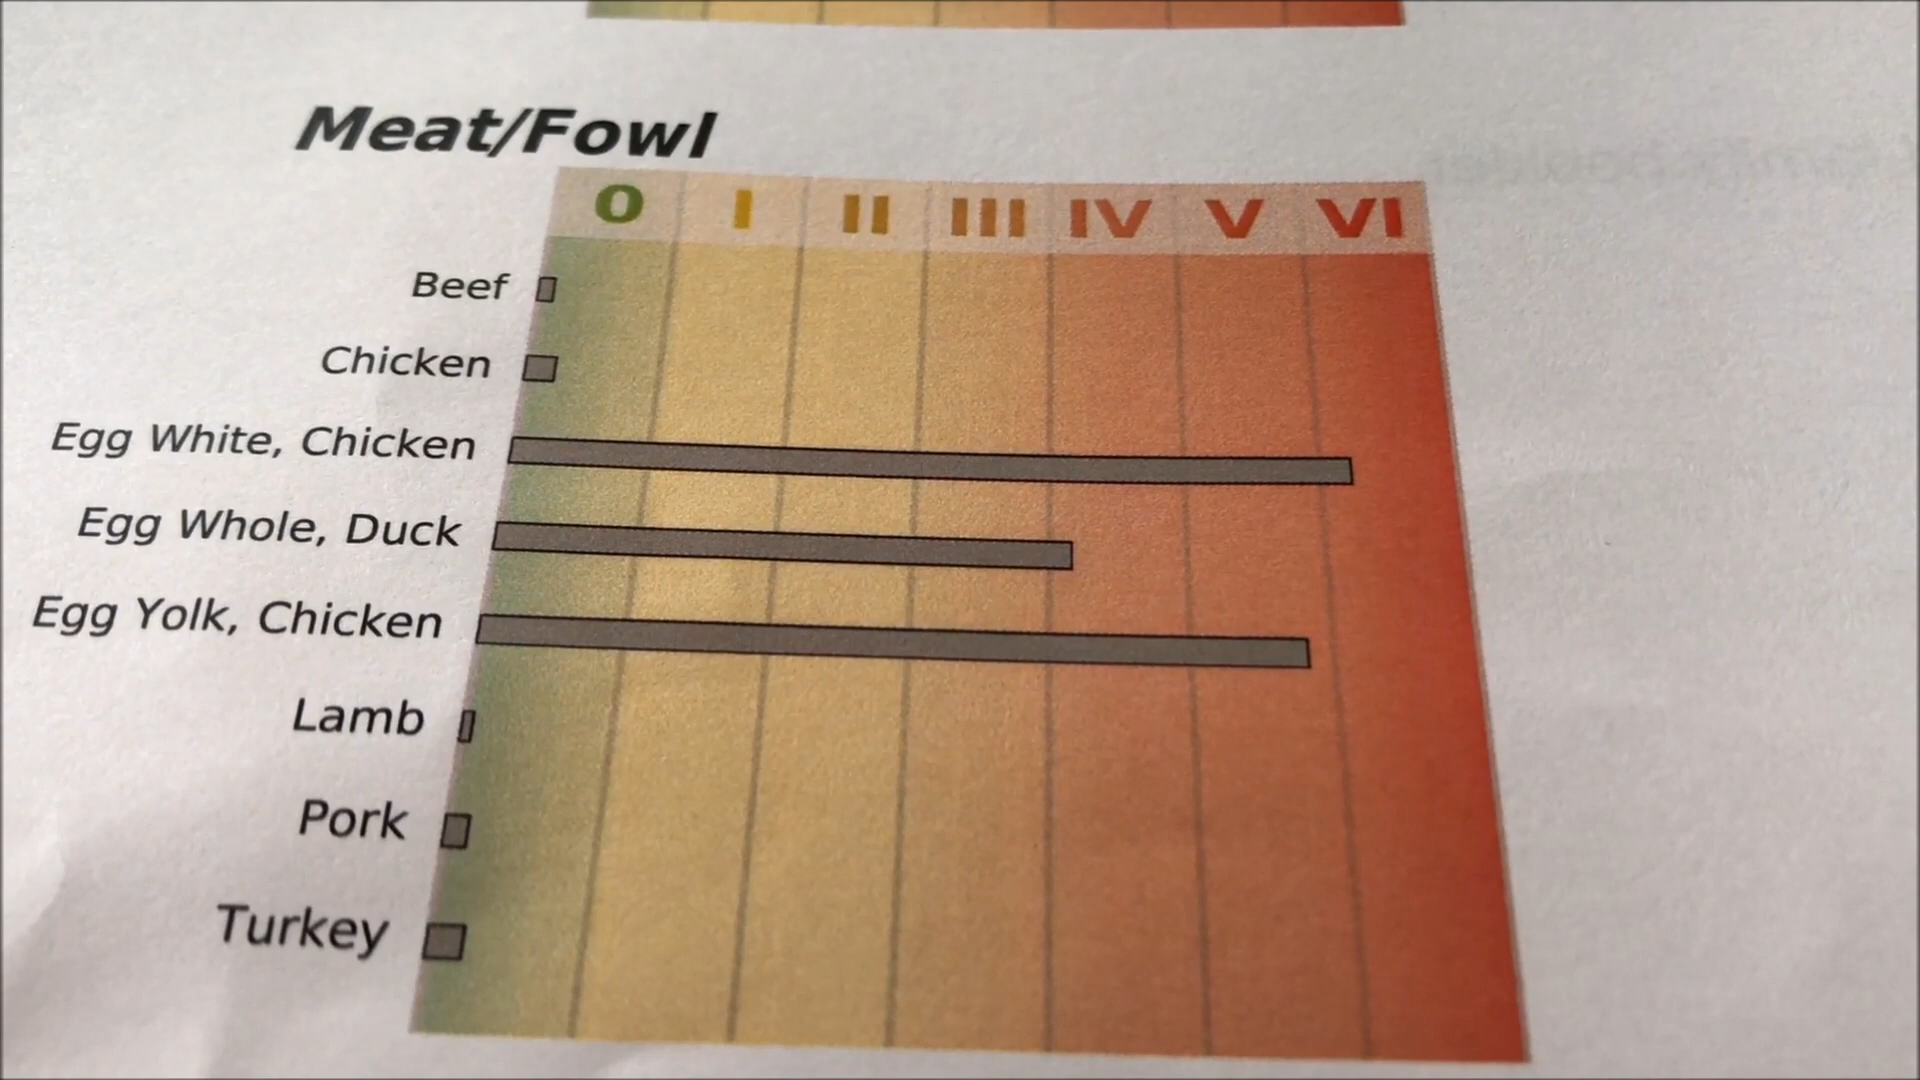 Meat/Fowl
0 I II III IV V VI
Beef
Chicken
Egg White, Chicken
Egg Whole, Duck
Egg Yolk, Chicken
Lamb
Pork
Turkey